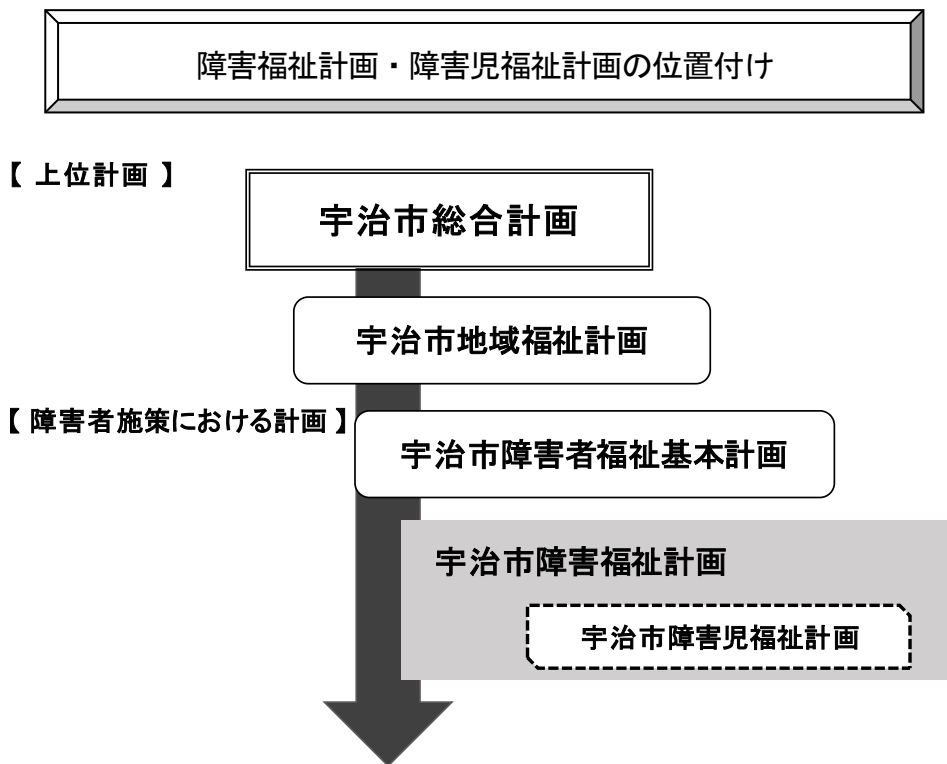 障害福祉計画・障害児福祉計画の位置付け
【 上位計画 】
宇治市総合計画
宇治市地域福祉計画
【 障害者施策における計画 】
宇治市障害者福祉基本計画
宇治市障害福祉計画
宇治市障害児福祉計画